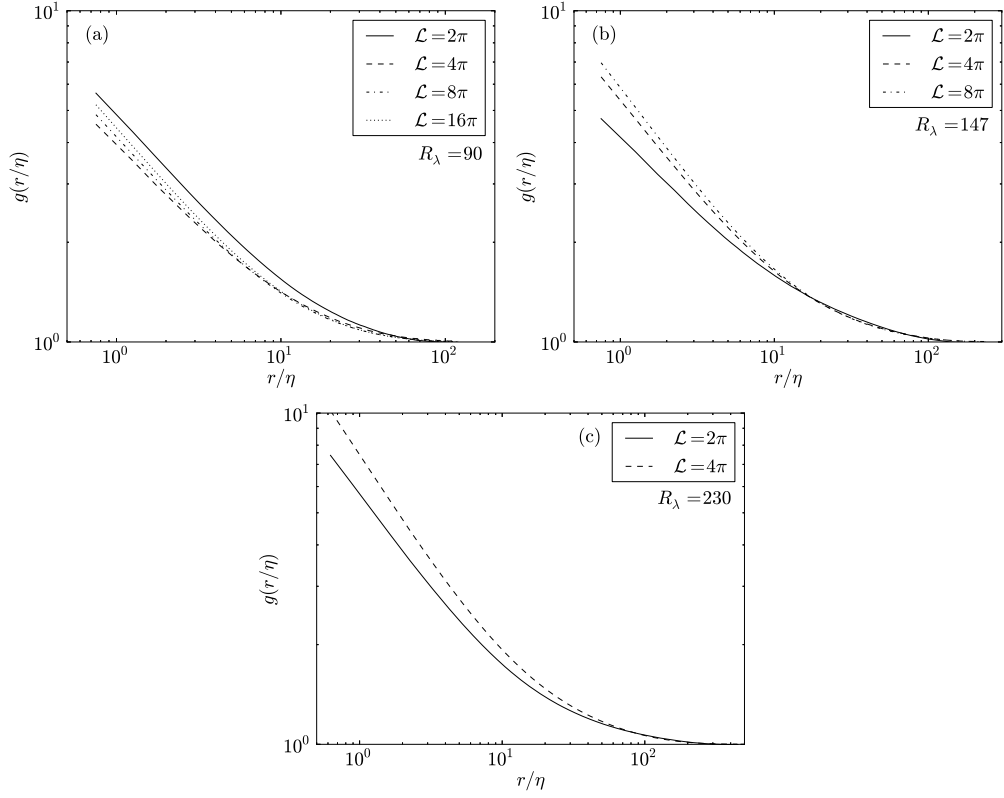 (a)
ℒ=2π
ℒ=4π
ℒ=8π
ℒ=16π
R_λ=90
g(r/η)
10^1
10^0
10^0 10^1 10^2
r/η
(b)
ℒ=2π
ℒ=4π
ℒ=8π
R_λ=147
g(r/η)
10^1
10^0
10^0 10^1 10^2
r/η
(c)
ℒ=2π
ℒ=4π
R_λ=230
g(r/η)
10^1
10^0
10^0 10^1 10^2
r/η